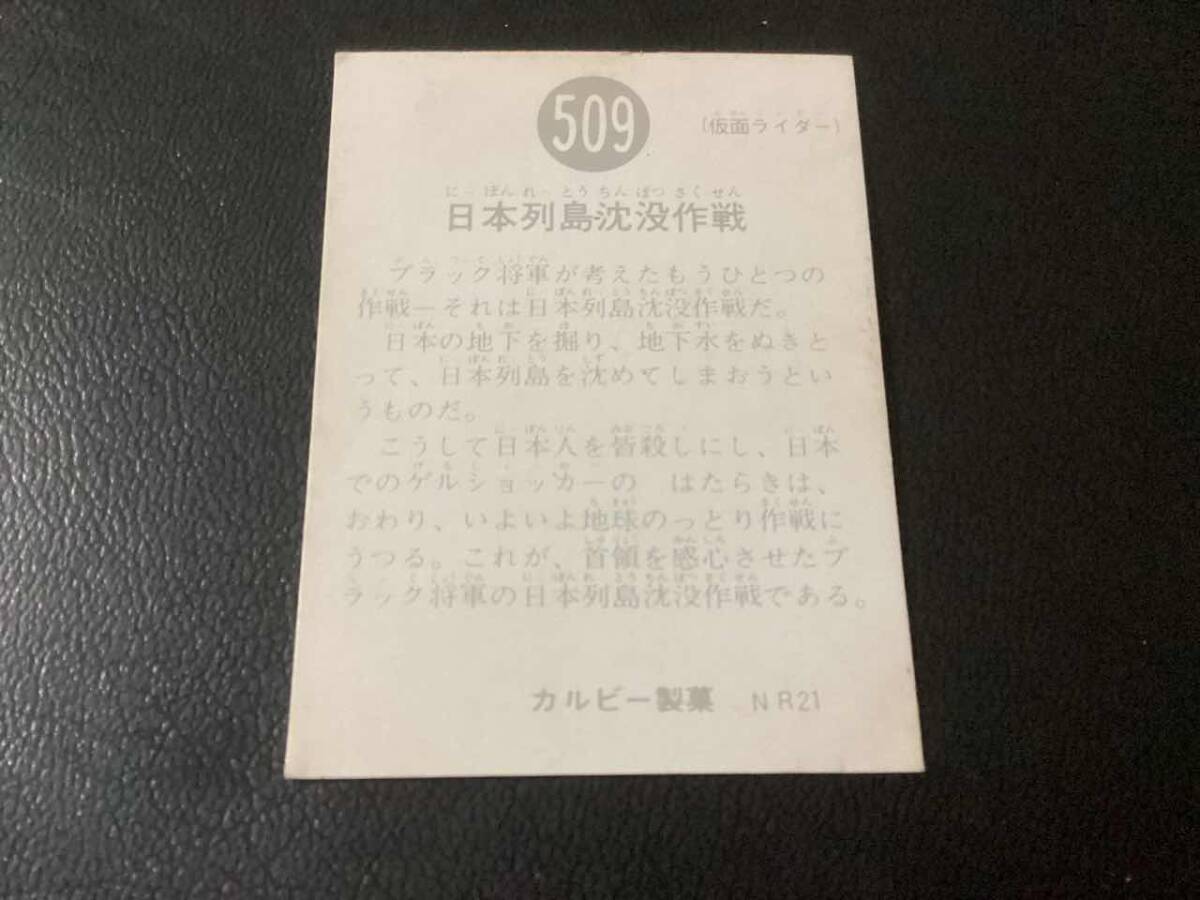 509
(仮面ライダー)
日本列島沈没作戦
ブラック将軍が考えたもうひとつの
作戦―それは日本列島沈没作戦だ。
日本の地下を掘り、地下水をぬきと
って、日本列島を沈めてしまおうとい
うものだ。
こうして日本人を皆殺しにし、日本
でのゲルショッカーの はたらきは、
おわり、いよいよ地球のっとり作戦に
うつる。これが、首領を感心させたブ
ラック将軍の日本列島沈没作戦である。
カルビー製菓 NR21